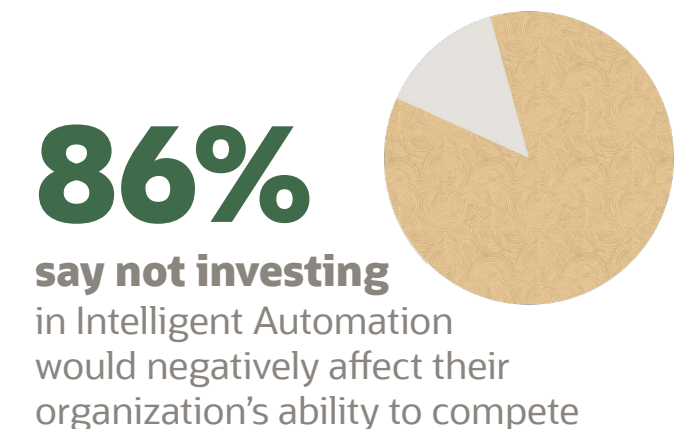 86%
say not investing
in Intelligent Automation
would negatively affect their
organization's ability to compete